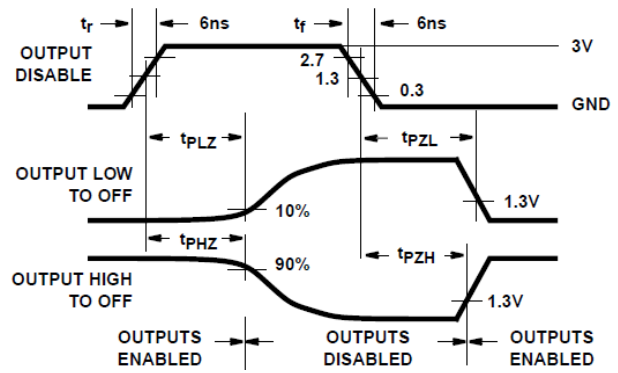 tr 6ns tf 6ns
OUTPUT
DISABLE
2.7
1.3
0.3
3V
GND
tPLZ tPZL
OUTPUT LOW
TO OFF
10%
1.3V
tPHZ tPZH
OUTPUT HIGH
TO OFF
90%
1.3V
OUTPUTS
ENABLED
OUTPUTS
DISABLED
OUTPUTS
ENABLED